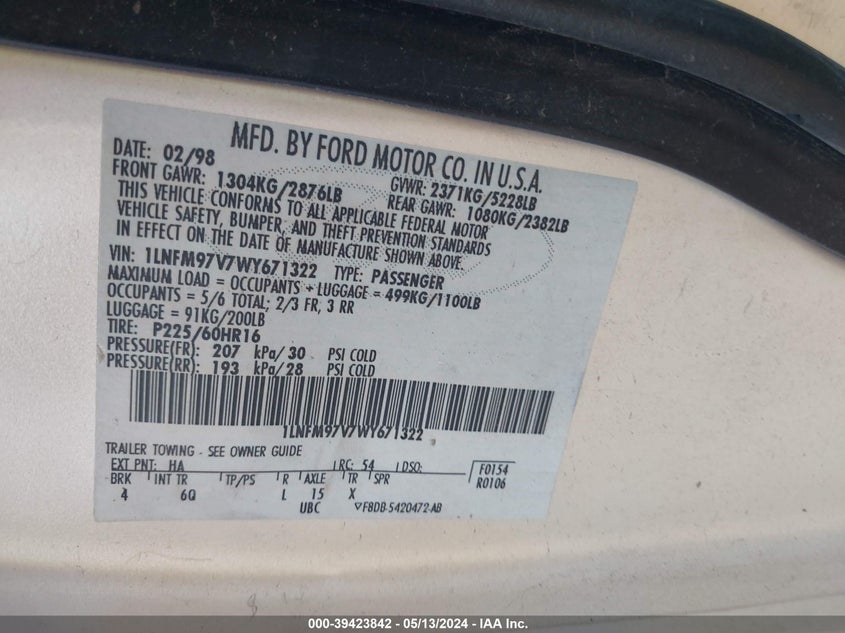 MFD. BY FORD MOTOR CO. IN U.S.A.
DATE: 02/98 GVWR: 2371KG/5228LB
FRONT GAWR: 1304KG/2876LB REAR GAWR: 1080KG/2382LB
THIS VEHICLE CONFORMS TO ALL APPLICABLE FEDERAL MOTOR
VEHICLE SAFETY, BUMPER, AND THEFT PREVENTION STANDARDS
IN EFFECT ON THE DATE OF MANUFACTURE SHOWN ABOVE.
VIN: 1LNFM97V7WY671322 TYPE: PASSENGER
MAXIMUM LOAD = OCCUPANTS + LUGGAGE = 499KG/1100LB
OCCUPANTS = 5/6 TOTAL; 2/3 FR, 3 RR
LUGGAGE = 91KG/200LB
TIRE: P225/60HR16
PRESSURE(FR): 207 kPa/30 PSI COLD
PRESSURE(RR): 193 kPa/28 PSI COLD
1LNFM97V7WY671322
TRAILER TOWING - SEE OWNER GUIDE
EXT PNT: HA RC: 54 DSO: F0154
BRK INT TR TP/PS R AXLE TR SPR R0106
4 6Q L 15 X
UBC ▽F8DB-5420472-AB
000-39423842 - 05/13/2024 - IAA Inc.